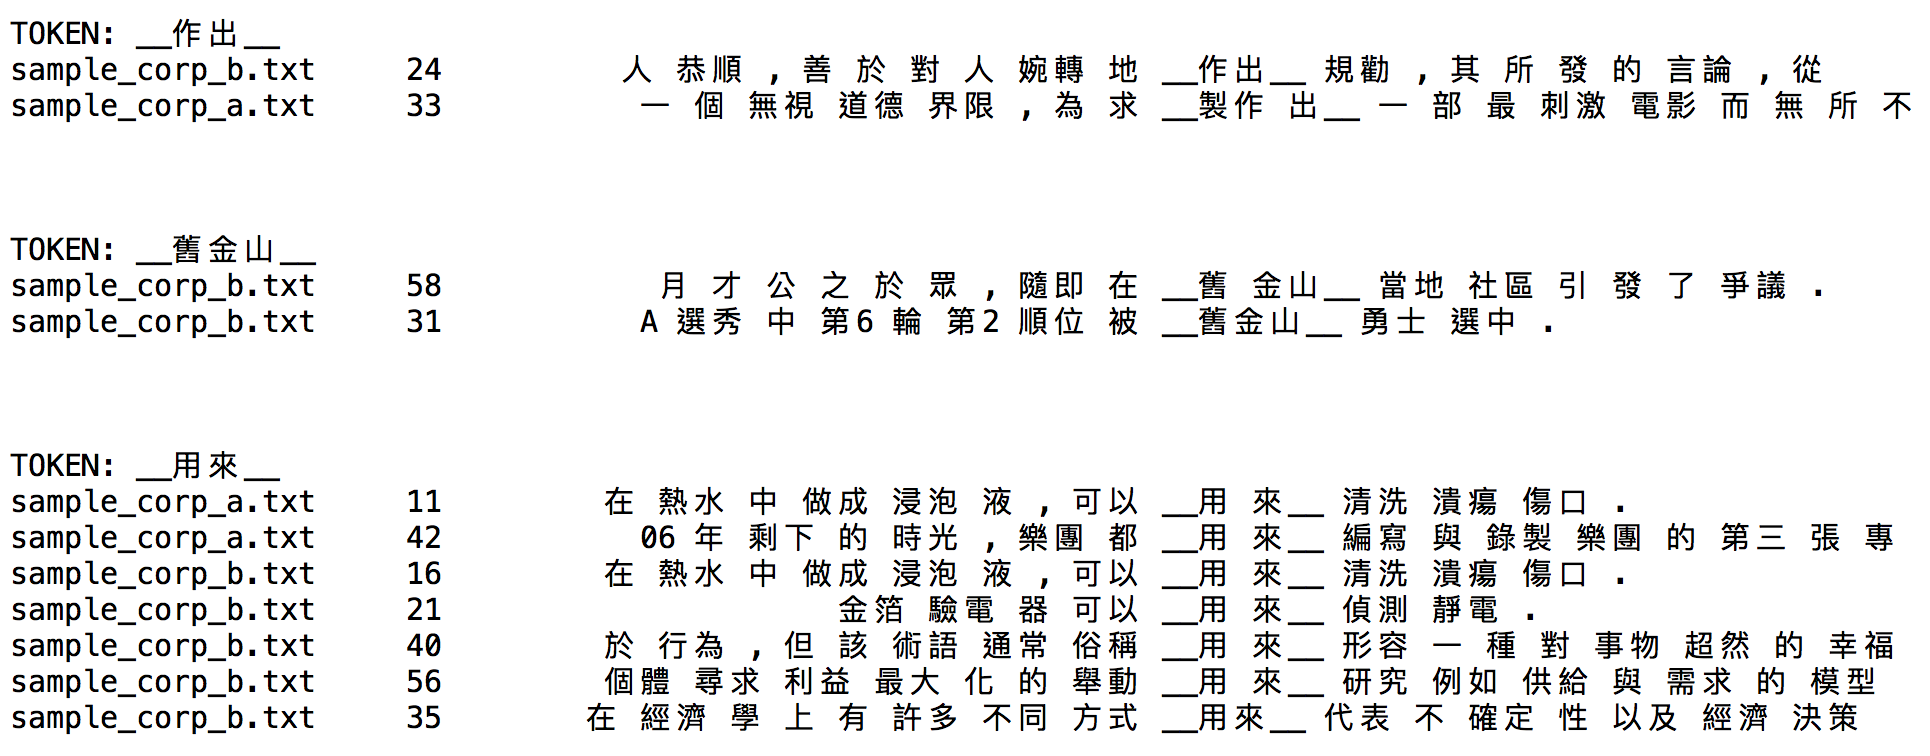 TOKEN: __作出__
sample_corp_b.txt 24 人 恭順 , 善 於 對 人 婉轉 地 __作出__ 規勸 , 其 所 發 的 言論 , 從
sample_corp_a.txt 33 一 個 無視 道德 界限 , 為 求 __製作 出__ 一 部 最 刺激 電影 而 無 所 不
TOKEN: __舊金山__
sample_corp_b.txt 58 月 才 公 之 於 眾 , 隨即 在 __舊 金山__ 當地 社區 引 發 了 爭議 .
sample_corp_b.txt 31 A 選秀 中 第6 輪 第2 順位 被 __舊金山__ 勇士 選中 .
TOKEN: __用來__
sample_corp_a.txt 11 在 熱水 中 做成 浸泡 液 , 可以 __用 來__ 清洗 潰瘍 傷口 .
sample_corp_a.txt 42 06 年 剩下 的 時光 , 樂團 都 __用 來__ 編寫 與 錄製 樂團 的 第三 張 專
sample_corp_b.txt 16 在 熱水 中 做成 浸泡 液 , 可以 __用 來__ 清洗 潰瘍 傷口 .
sample_corp_b.txt 21 金箔 驗電 器 可以 __用 來__ 偵測 靜電 .
sample_corp_b.txt 40 於 行為 , 但 該 術語 通常 俗稱 __用 來__ 形容 一 種 對 事物 超然 的 幸福
sample_corp_b.txt 56 個體 尋求 利益 最大 化 的 舉動 __用 來__ 研究 例如 供給 與 需求 的 模型
sample_corp_b.txt 35 在 經濟 學 上 有 許多 不同 方式 __用來__ 代表 不 確定 性 以及 經濟 決策